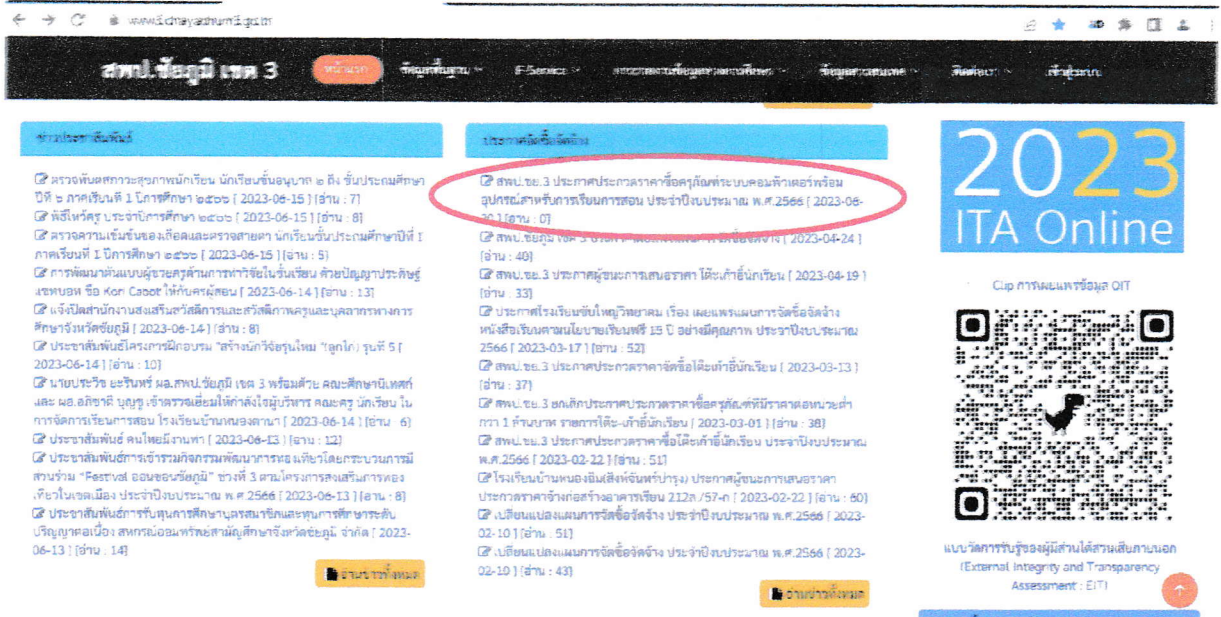 สพป.ชัยภูมิ เขต 3
หน้าแรก
ข้อมูลพื้นฐาน
E-Service
ข้อมูลสารสนเทศ
ติดต่อเรา
เข้าสู่ระบบ
ข่าวประชาสัมพันธ์
ตรวจพัฒนาการ นักเรียนชั้นอนุบาล ๒ ถึง ชั้นประถมศึกษา
ปีที่ ๖ ภาคเรียนที่ 1 ปีการศึกษา ๒๕๖๖ [ 2023-06-15 ] [อ่าน : 7]
พิธีไหว้ครู ประจำปีการศึกษา ๒๕๖๖ [ 2023-06-15 ] [อ่าน : 8]
ตรวจความเข้มข้นของเลือดและตรวจสายตา นักเรียนชั้นประถมศึกษาปีที่ 1
ภาคเรียนที่ 1 ปีการศึกษา ๒๕๖๖ [ 2023-06-15 ] [อ่าน : 5]
การพัฒนาต้นแบบผู้ช่วยครูด้านการทำวิจัยในชั้นเรียน ด้วยปัญญาประดิษฐ์
แชทบอท ชื่อ Kori Cabot ให้กับครูผู้สอน [ 2023-06-14 ] [อ่าน : 13]
แจ้งปิดสำนักงานส่งเสริมสวัสดิการและสวัสดิภาพครูและบุคลากรทางการ
ศึกษาจังหวัดชัยภูมิ [ 2023-06-14 ] [อ่าน : 8]
ประชาสัมพันธ์โครงการฝึกอบรม "สร้างนักวิจัยรุ่นใหม่" (ลูกไก่) รุ่นที่ 5 [
2023-06-14 ] [อ่าน : 10]
นายประวิช ผอ.สพป.ชัยภูมิ เขต 3 พร้อมด้วย คณะศึกษานิเทศก์
และ ผอ.อภิชาติ เข้าตรวจเยี่ยมให้กำลังใจผู้บริหาร คณะครู นักเรียน ใน
การจัดการเรียนการสอน โรงเรียนบ้านหนองตานา [ 2023-06-14 ] [อ่าน : 6]
ประชาสัมพันธ์ คนไทยมีงานทำ [ 2023-06-13 ] [อ่าน : 12]
ประชาสัมพันธ์การเข้าร่วมกิจกรรมพัฒนาการท่องเที่ยวโดยกระบวนการมี
ส่วนร่วม "Festival ออนซอนชัยภูมิ" ช่วงที่ 3 ตามโครงการส่งเสริมการท่อง
เที่ยวในเขตเมือง ประจำปีงบประมาณ พ.ศ.2566 [ 2023-06-13 ] [อ่าน : 8]
ประชาสัมพันธ์การรับทุนการศึกษาบุตรสมาชิกและทุนการศึกษาระดับ
ปริญญาต่อเนื่อง สหกรณ์ออมทรัพย์สามัญศึกษาจังหวัดชัยภูมิ จำกัด [ 2023-
06-13 ] [อ่าน : 14]
อ่านข่าวทั้งหมด
ประกาศจัดซื้อจัดจ้าง
สพป.ชย.3 ประกาศประกวดราคาซื้อครุภัณฑ์ระบบคอมพิวเตอร์พร้อม
อุปกรณ์สำหรับการเรียนการสอน ประจำปีงบประมาณ พ.ศ.2566 [ 2023-06-
20 ] [อ่าน : 0]
สพป.ชัยภูมิ เขต 3 [ 2023-04-24 ]
[อ่าน : 40]
สพป.ชย.3 ประกาศผู้ชนะการเสนอราคา โต๊ะเก้าอี้นักเรียน [ 2023-04-19 ]
[อ่าน : 33]
ประกาศโรงเรียนซับใหญ่วิทยาคม เรื่อง เผยแพร่แผนการจัดซื้อจัดจ้าง
หนังสือเรียนตามนโยบายเรียนฟรี 15 ปี อย่างมีคุณภาพ ประจำปีงบประมาณ
2566 [ 2023-03-17 ] [อ่าน : 52]
สพป.ชย.3 ประกาศประกวดราคาจัดซื้อโต๊ะเก้าอี้นักเรียน [ 2023-03-13 ]
[อ่าน : 37]
สพป.ชย.3 ยกเลิกประกาศประกวดราคาซื้อครุภัณฑ์ที่มีราคาต่อหน่วยต่ำ
กว่า 1 ล้านบาท รายการโต๊ะ-เก้าอี้นักเรียน [ 2023-03-01 ] [อ่าน : 38]
สพป.ชย.3 ประกาศประกวดราคาซื้อโต๊ะเก้าอี้นักเรียน ประจำปีงบประมาณ
พ.ศ.2566 [ 2023-02-22 ] [อ่าน : 51]
โรงเรียนบ้านหนองอีหล่อ ประกาศผู้ชนะการเสนอราคา
ประกวดราคาจ้างก่อสร้างอาคารเรียน 212ล./57-ก [ 2023-02-22 ] [อ่าน : 60]
เปลี่ยนแปลงแผนการจัดซื้อจัดจ้าง ประจำปีงบประมาณ พ.ศ.2566 [ 2023-
02-10 ] [อ่าน : 51]
เปลี่ยนแปลงแผนการจัดซื้อจัดจ้าง ประจำปีงบประมาณ พ.ศ.2566 [ 2023-
02-10 ] [อ่าน : 43]
อ่านข่าวทั้งหมด
2023
ITA Online
Clip การเผยแพร่ข้อมูล OIT
แบบวัดการรับรู้ของผู้มีส่วนได้ส่วนเสียภายนอก
(External Integrity and Transparency
Assessment : EIT)